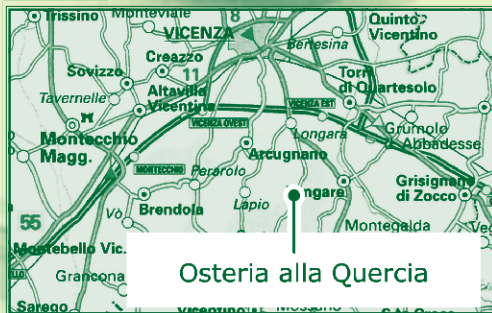 Trissino
Monteviale
8
Quinto
Vicentino
VICENZA
Bertesina
Creazzo
Sovizzo
11
Torri
di Quartesolo
Tavernelle
Altavilla
Vicentina
VICENZA EST
VICENZA OVEST
Longara
Grumolo
Abbadesse
Montecchio
Magg.
Arcugnano
MONTECCHIO
Perarolo
Grisignano
di Zocco
Brendola
Lapio
Vò
55
Montegalda
Montebello Vic.
Osteria alla Quercia
Grancona
Sarego